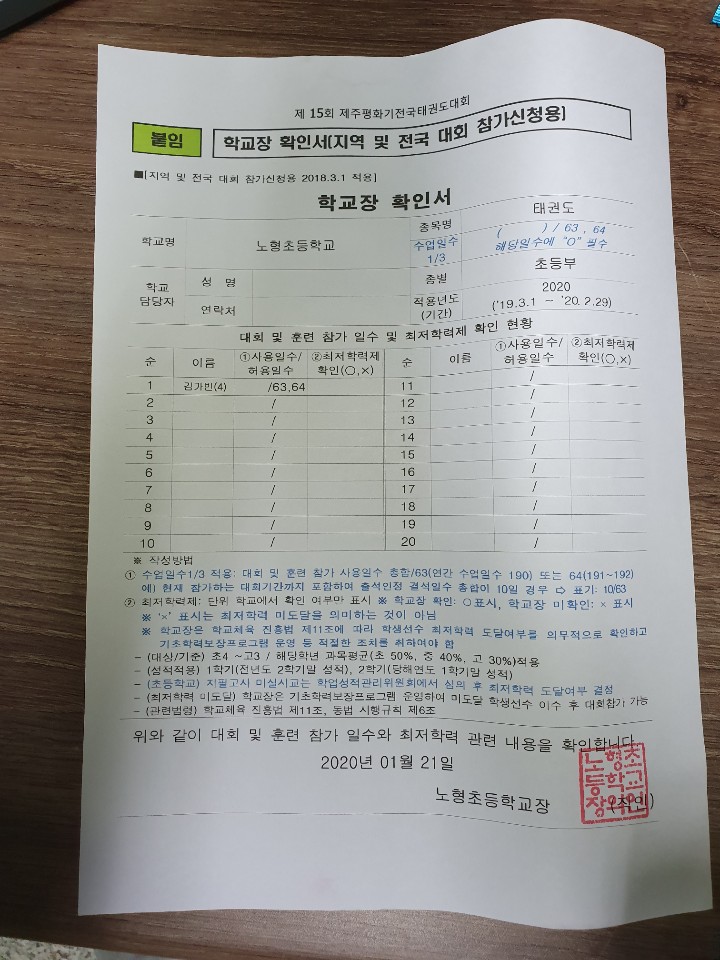 제 15회 제주평화기전국태권도대회
붙임 학교장 확인서(지역 및 전국 대회 참가신청용)
■[지역 및 전국 대회 참가신청용 2018.3.1 적용]
학교장 확인서
학교명 노형초등학교 종목명 태권도
수업일수 1/3 ( ) / 63 , 64 해당일수에 "O" 필수
학교 담당자 성 명 종별 초등부
연락처 적용년도 (기간) 2020 ('19.3.1 - '20.2.29)
대회 및 훈련 참가 일수 및 최저학력제 확인 현황
순 이름 ①사용일수/허용일수 ②최저학력제 확인(○,×) 순 이름 ①사용일수/허용일수 ②최저학력제 확인(○,×)
1 김가빈(4) /63,64 11 /
2 / 12 /
3 / 13 /
4 / 14 /
5 / 15 /
6 / 16 /
7 / 17 /
8 / 18 /
9 / 19 /
10 / 20 /
※ 작성방법
① 수업일수1/3 적용: 대회 및 훈련 참가 사용일수 총합/63(연간 수업일수 190) 또는 64(191~192)
예) 현재 참가하는 대회기간까지 포함하여 출석인정 결석일수 총합이 10일 경우 ⇨ 표기: 10/63
② 최저학력제: 단위 학교에서 확인 여부만 표시 ※ 학교장 확인: ○표시, 학교장 미확인: × 표시
※ '×' 표시는 최저학력 미도달을 의미하는 것이 아님
※ 학교장은 학교체육 진흥법 제11조에 따라 학생선수 최저학력 도달여부를 의무적으로 확인하고
기초학력보장프로그램 운영 등 적절한 조치를 취하여야 함
- (대상/기준) 초4 ~고3 / 해당학년 과목평균(초 50%, 중 40%, 고 30%)적용
- (성적적용) 1학기(전년도 2학기말 성적), 2학기(당해연도 1학기말 성적)
- (초등학교) 지필고사 미실시교는 학업성적관리위원회에서 심의 후 최저학력 도달여부 결정
- (최저학력 미도달) 학교장은 기초학력보장프로그램 운영하여 미도달 학생선수 이수 후 대회참가 가능
- (관련법령) 학교체육 진흥법 제11조, 동법 시행규칙 제6조
위와 같이 대회 및 훈련 참가 일수와 최저학력 관련 내용을 확인합니다.
2020년 01월 21일
노형초등학교장 (직인)
노형초
등학교
장의인